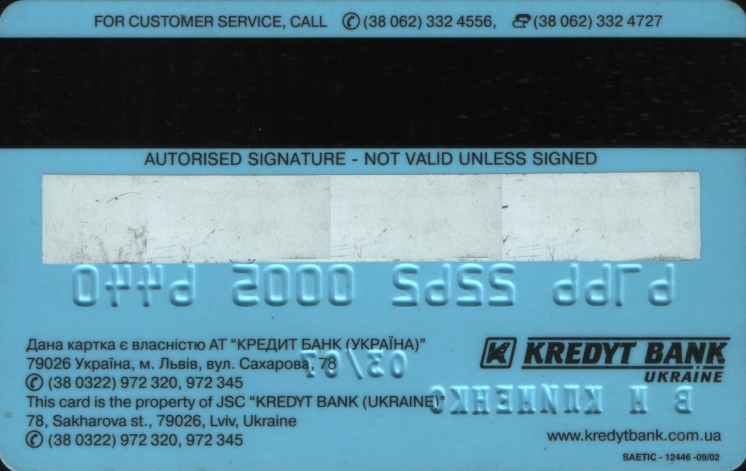 FOR CUSTOMER SERVICE, CALL (38 062) 332 4556, (38 062) 332 4727
AUTORISED SIGNATURE - NOT VALID UNLESS SIGNED
Дана картка є власністю АТ “КРЕДИТ БАНК (УКРАЇНА)”
79026 Україна, м. Львів, вул. Сахарова, 78
(38 0322) 972 320, 972 345
This card is the property of JSC “KREDYT BANK (UKRAINE)”
78, Sakharova st., 79026, Lviv, Ukraine
(38 0322) 972 320, 972 345
KREDYT BANK
UKRAINE
www.kredytbank.com.ua
SAETIC - 12446 -09/02